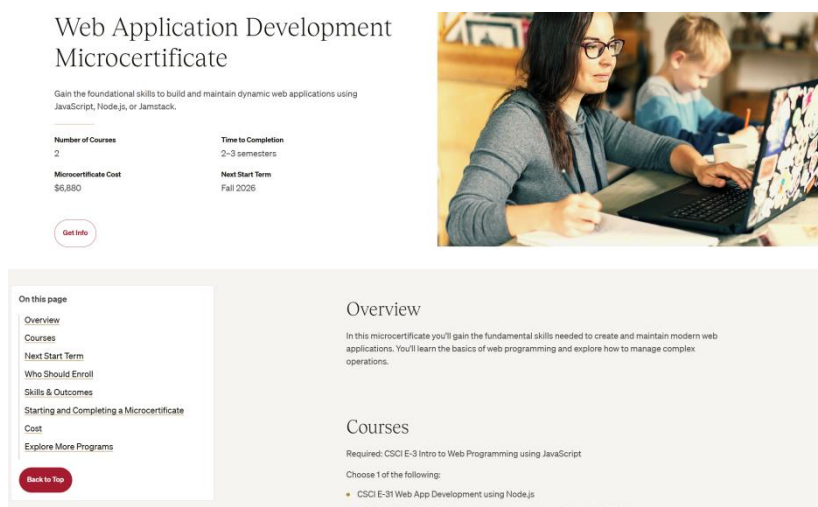 Web Application Development
Microcertificate
Gain the foundational skills to build and maintain dynamic web applications using
JavaScript, Node.js, or Jamstack.
Number of Courses
2
Time to Completion
2–3 semesters
Microcertificate Cost
$6,880
Next Start Term
Fall 2026
Get Info
On this page
Overview
Courses
Next Start Term
Who Should Enroll
Skills & Outcomes
Starting and Completing a Microcertificate
Cost
Explore More Programs
Back to Top
Overview
In this microcertificate you'll gain the fundamental skills needed to create and maintain modern web
applications. You'll learn the basics of web programming and explore how to manage complex
operations.
Courses
Required: CSCI E-3 Intro to Web Programming using JavaScript
Choose 1 of the following:
CSCI E-31 Web App Development using Node.js